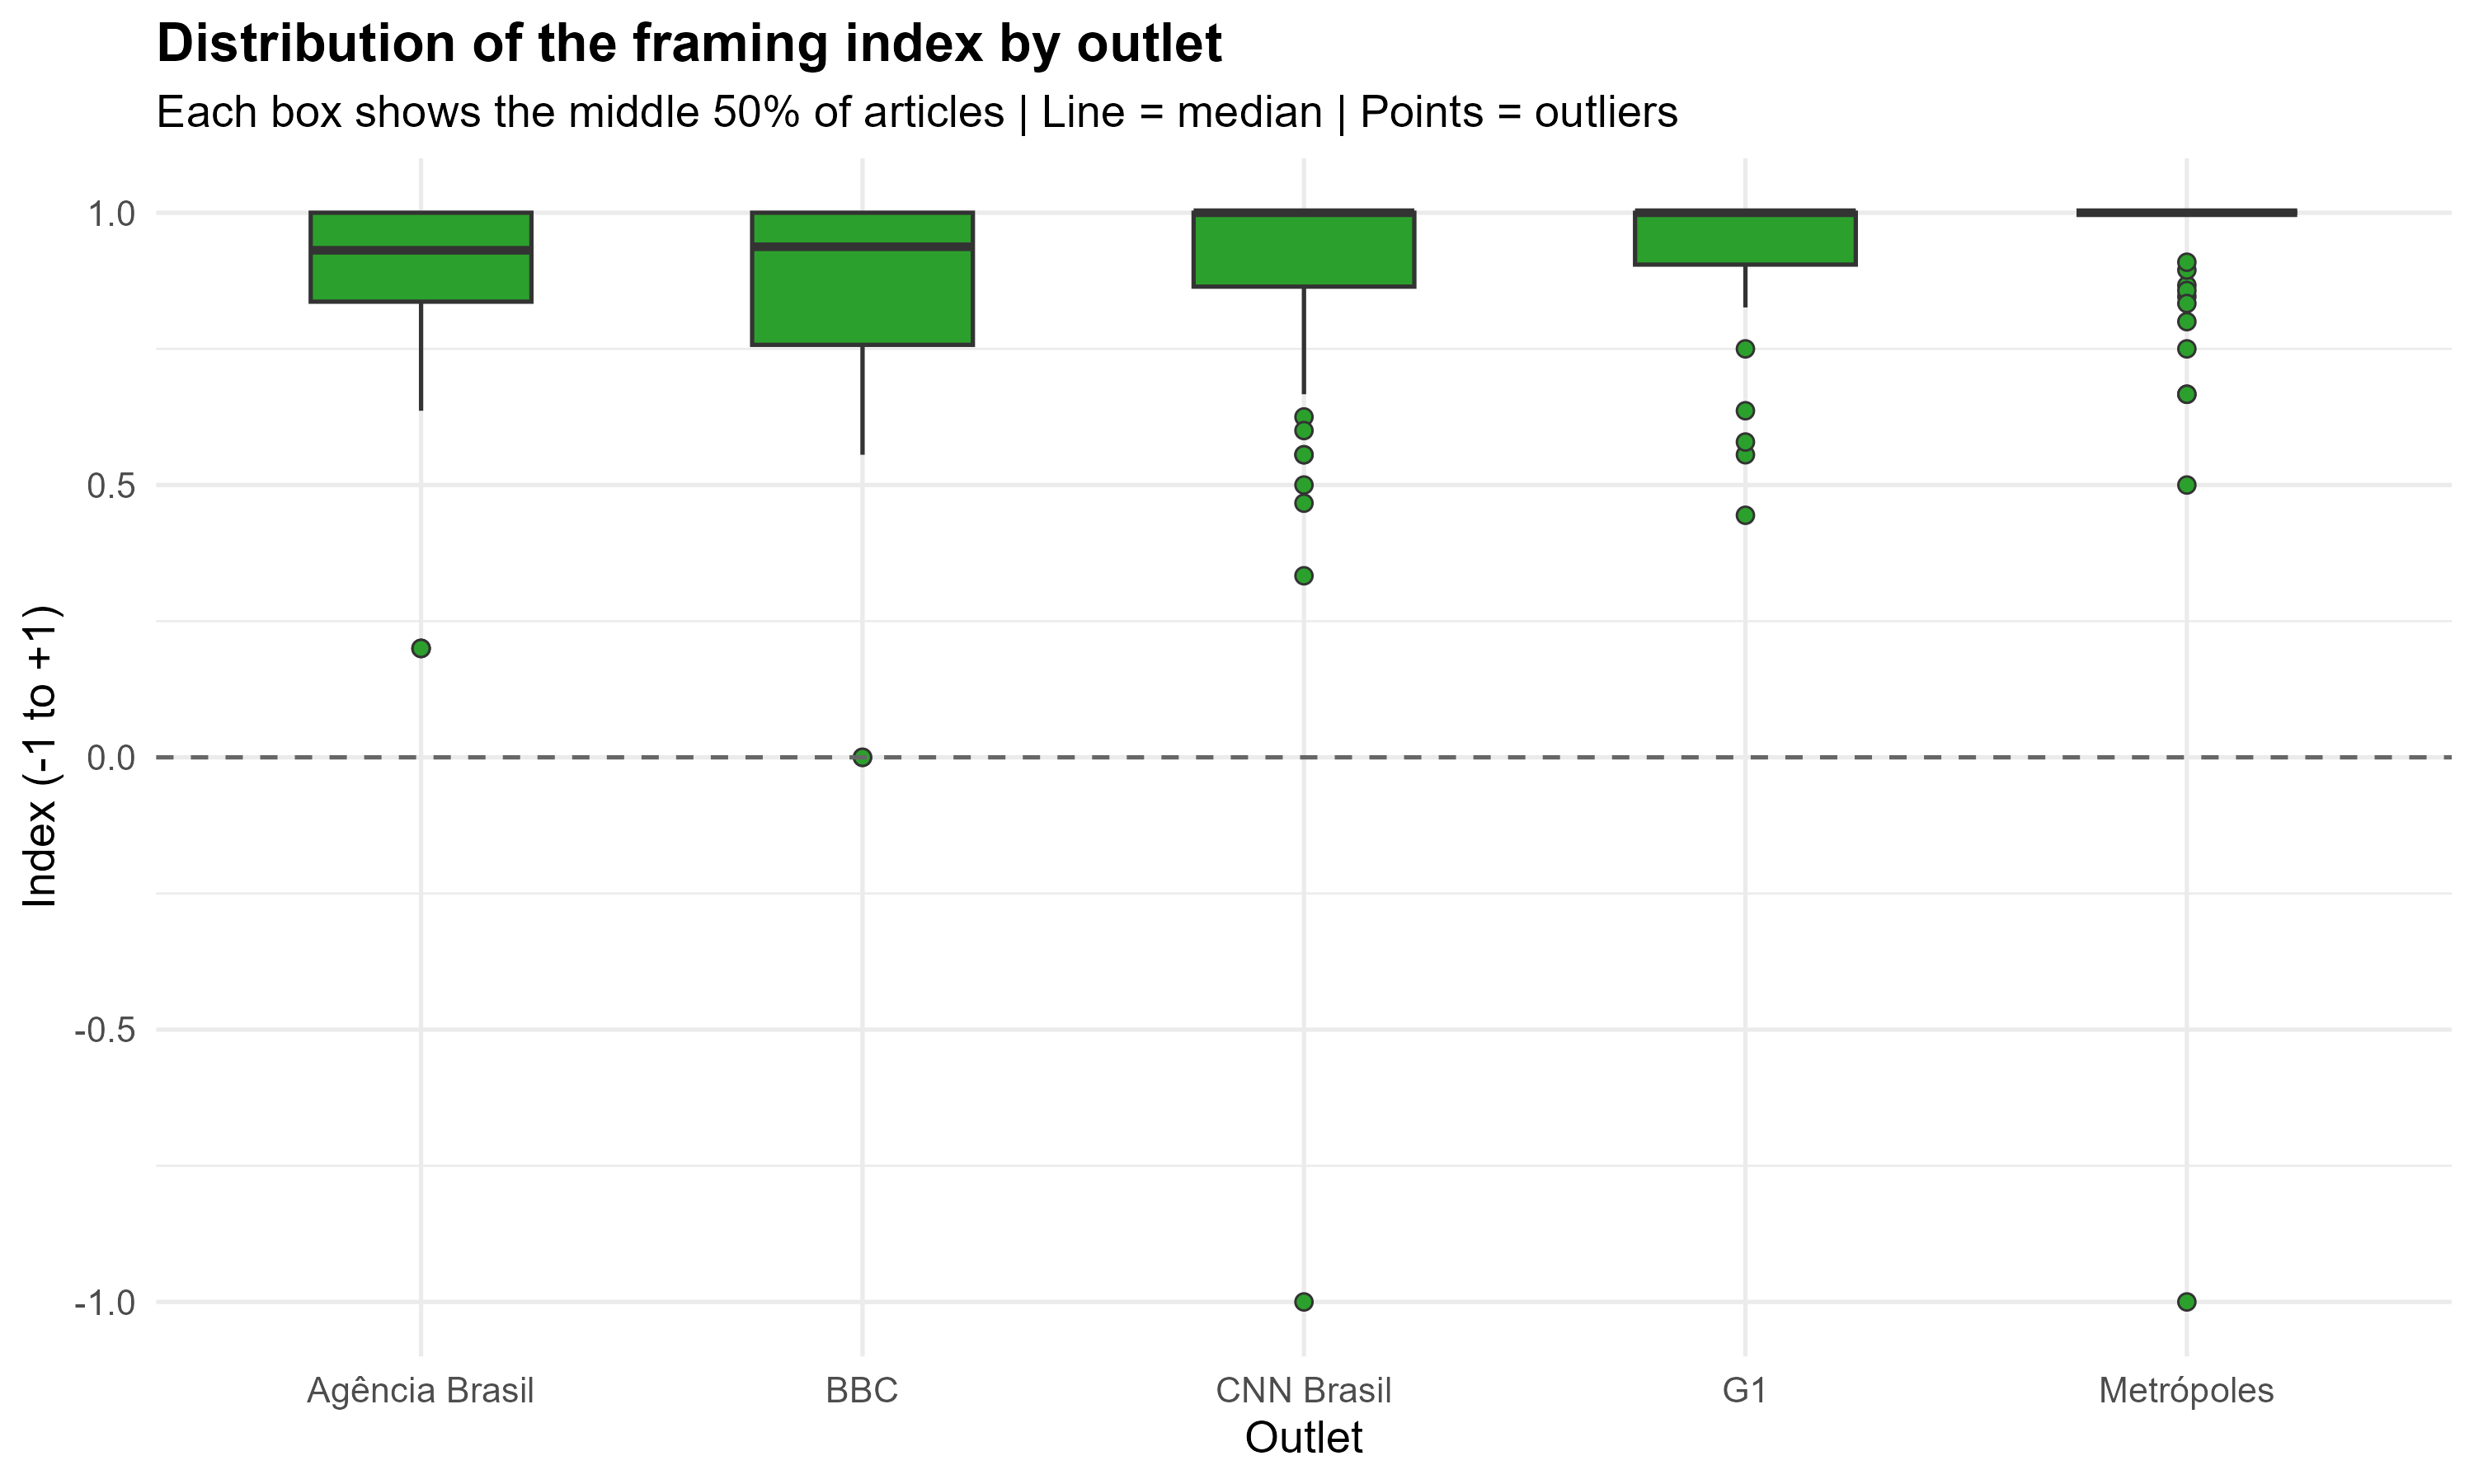 Distribution of the framing index by outlet
Each box shows the middle 50% of articles | Line = median | Points = outliers
Index (-1 to +1)
1.0
0.5
0.0
-0.5
-1.0
Agência Brasil
BBC
CNN Brasil
G1
Metrópoles
Outlet